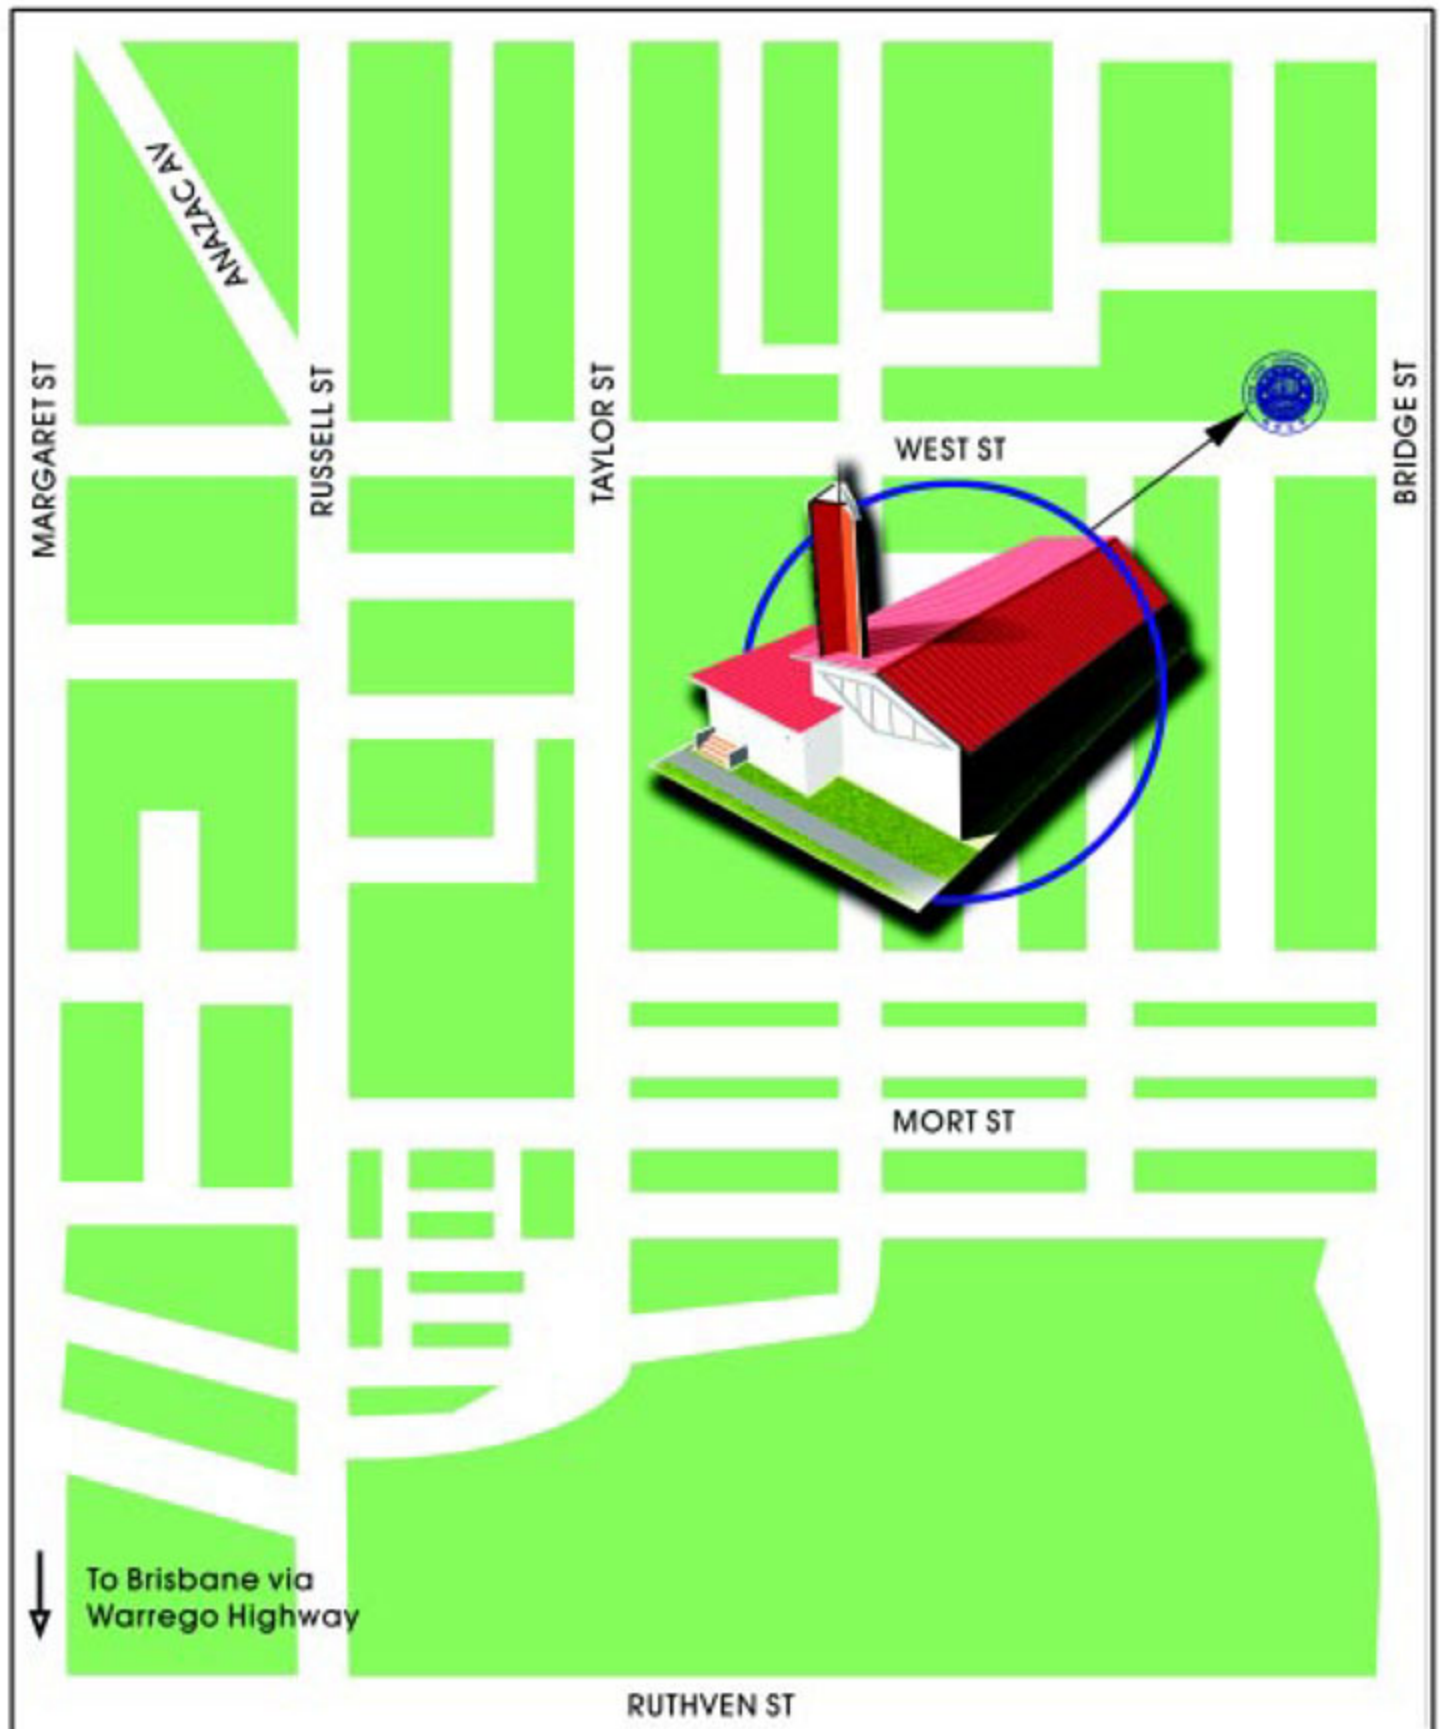 ANAZAC AV
MARGARET ST
RUSSELL ST
TAYLOR ST
WEST ST
BRIDGE ST
MORT ST
To Brisbane via
Warrego Highway
RUTHVEN ST